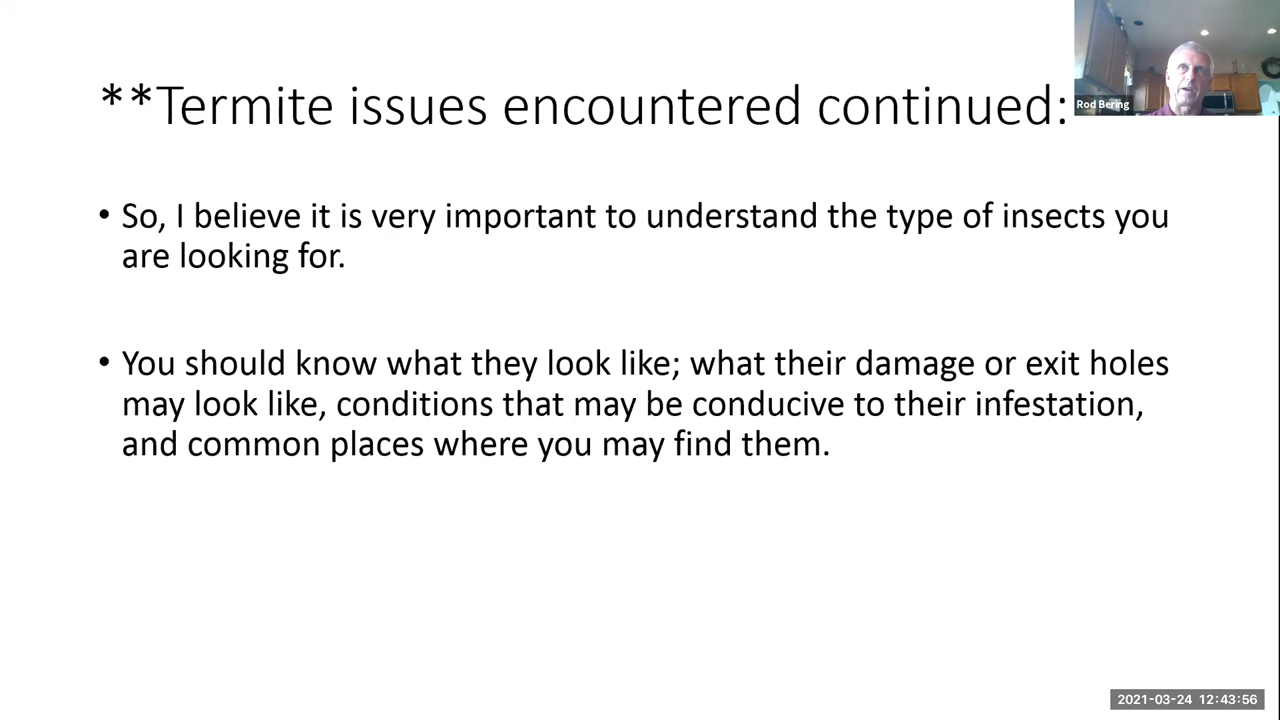 **Termite issues encountered continued:
Rod Bering
• So, I believe it is very important to understand the type of insects you
are looking for.
• You should know what they look like; what their damage or exit holes
may look like, conditions that may be conducive to their infestation,
and common places where you may find them.
2021-03-24 12:43:56